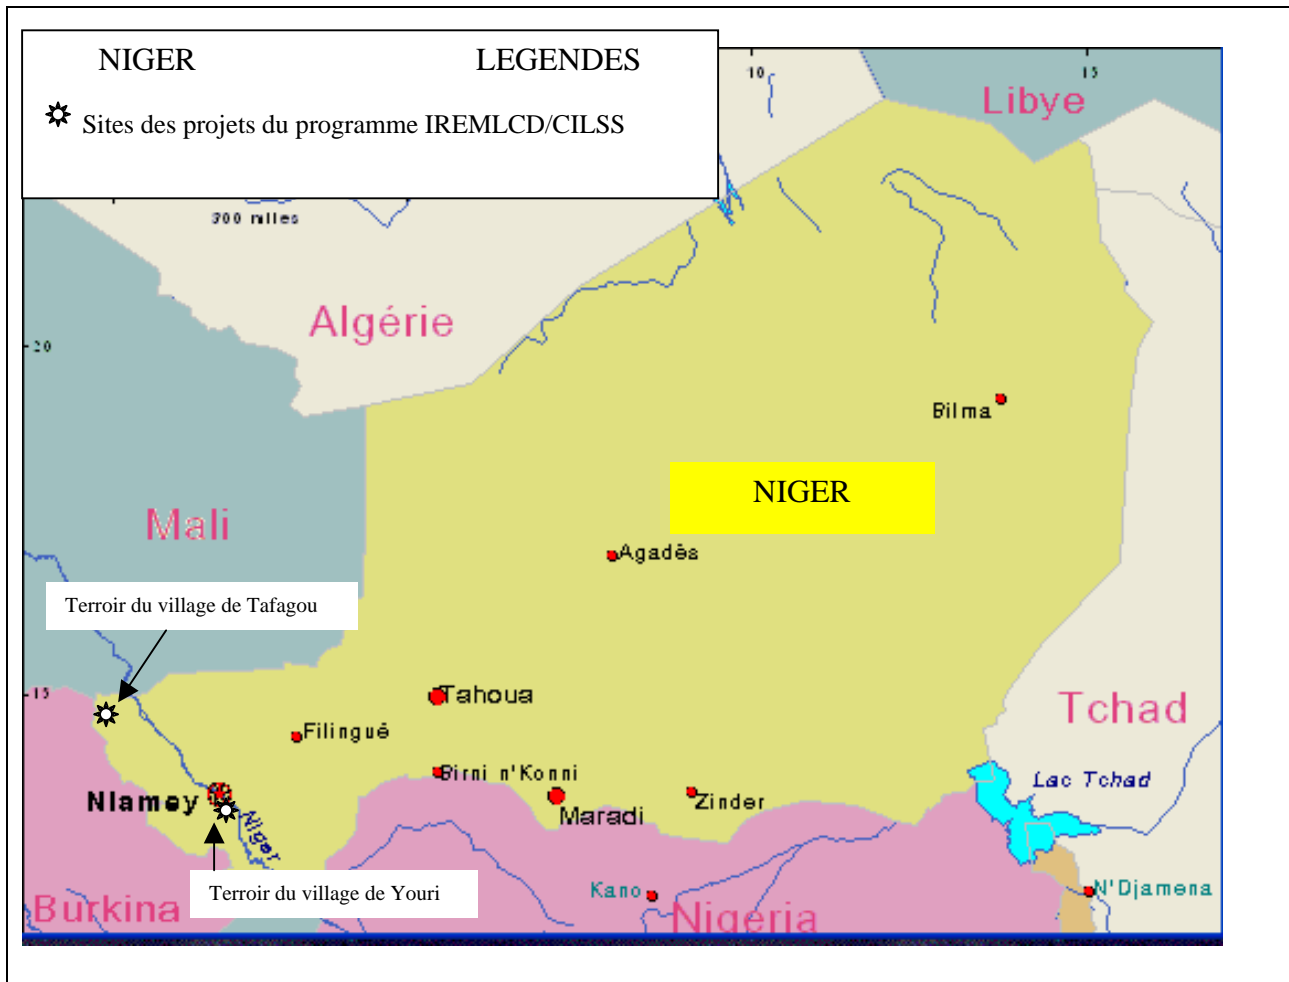 NIGER LEGENDES
Sites des projets du programme IREMLCD/CILSS
10
15
Libye
300 miles
Algérie
20
Bilma
NIGER
Mali
Agadès
Terroir du village de Tafagou
15
Tahoua
Tchad
Filingué
Birni n'Konni
Lac Tchad
Niamey
Zinder
Maradi
Niger
Terroir du village de Youri
Kano
N'Djamena
Burkina
Nigeria